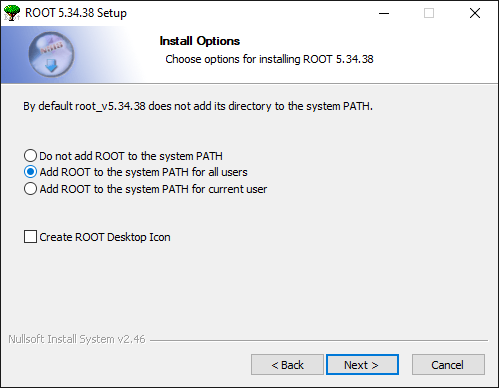 ROOT 5.34.38 Setup
Install Options
Choose options for installing ROOT 5.34.38
By default root_v5.34.38 does not add its directory to the system PATH.
Do not add ROOT to the system PATH
Add ROOT to the system PATH for all users
Add ROOT to the system PATH for current user
Create ROOT Desktop Icon
Nullsoft Install System v2.46
< Back
Next >
Cancel